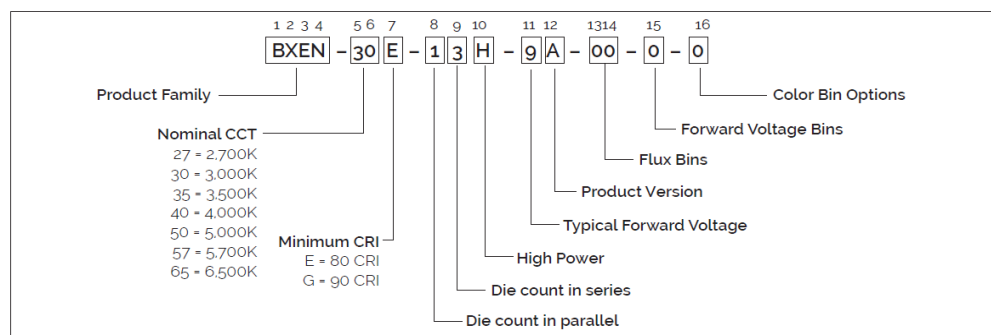 1 2 3 4 5 6 7 8 9 10 11 12 1314 15 16
BXEN - 30 E - 1 3 H - 9 A - 00 - 0 - 0
Product Family
Color Bin Options
Nominal CCT
27 = 2,700K
30 = 3,000K
35 = 3,500K
40 = 4,000K
50 = 5,000K
57 = 5,700K
65 = 6,500K
Forward Voltage Bins
Flux Bins
Product Version
Typical Forward Voltage
Minimum CRI
E = 80 CRI
G = 90 CRI
High Power
Die count in series
Die count in parallel